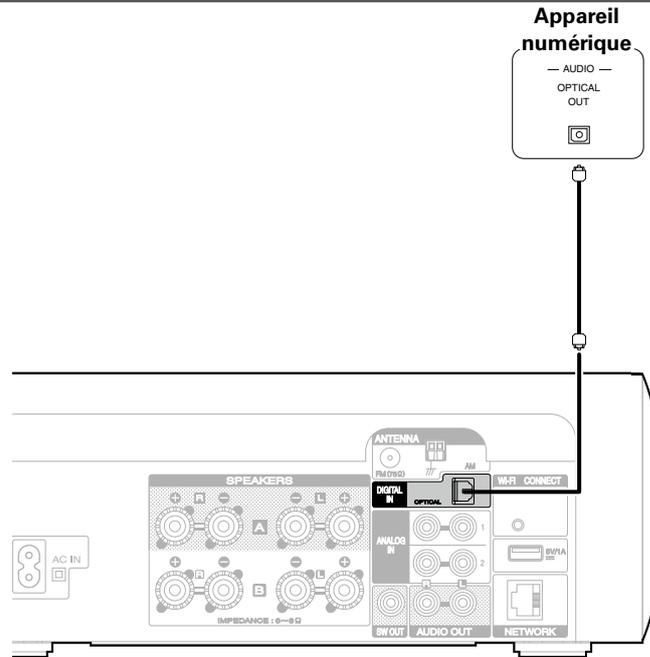 Appareil
numérique
AUDIO
OPTICAL
OUT
ANTENNA
FM (75Ω) AM
SPEAKERS
DIGITAL
IN
OPTICAL
WI-FI CONNECT
+ R − − L +
A
1
ANALOG
IN
AC IN
5V/1A
2
+ − − +
R L R L
B
IMPEDANCE : 6~8Ω
SW OUT AUDIO OUT NETWORK